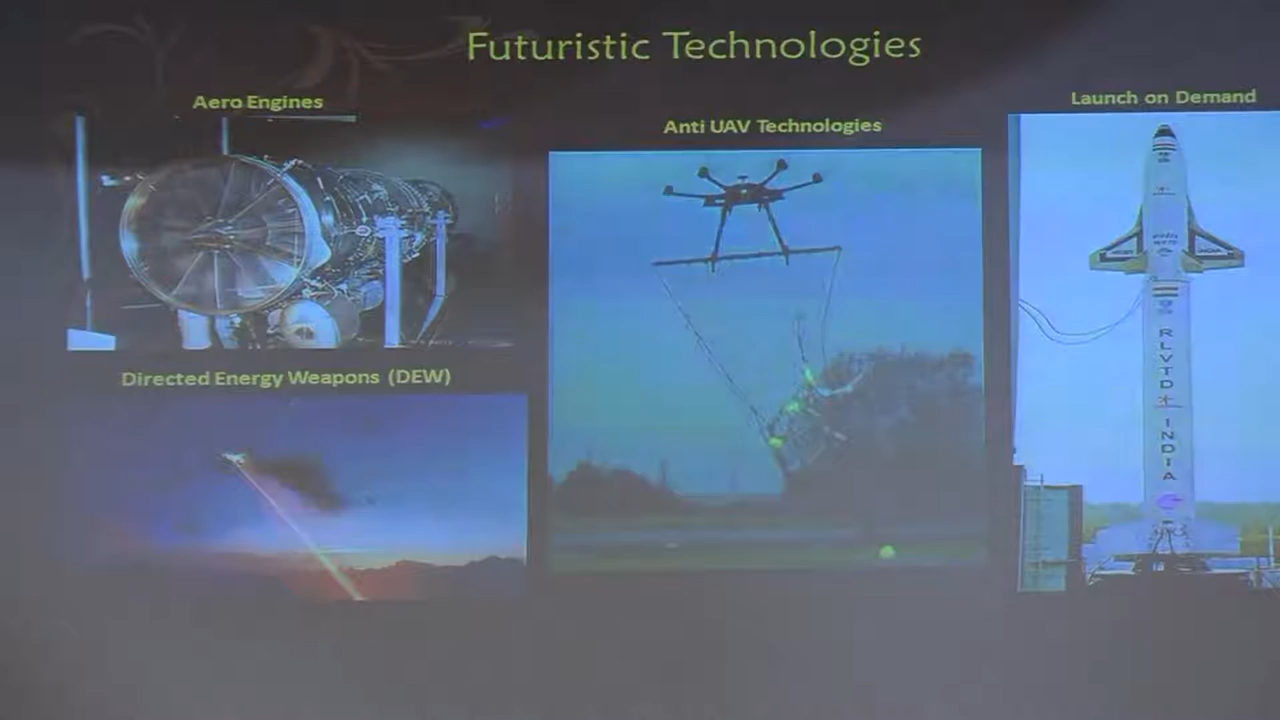 Futuristic Technologies
Aero Engines
Anti UAV Technologies
Launch on Demand
Directed Energy Weapons (DEW)
RLVTD
INDIA